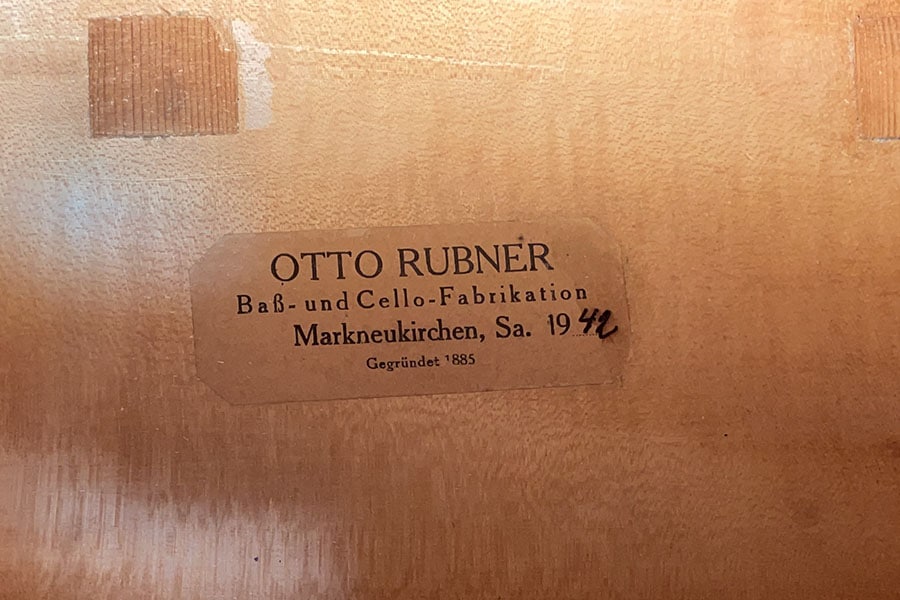 OTTO RUBNER
Baß- und Cello-Fabrikation
Markneukirchen, Sa. 1942
Gegründet 1885